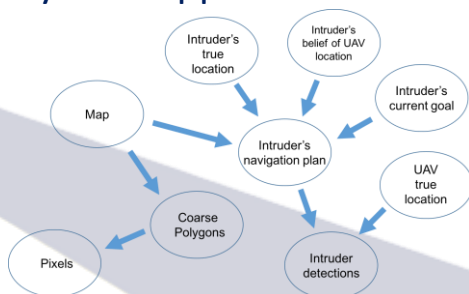 Intruder's
true
location
Intruder's
belief of UAV
location
Intruder's
current goal
Map
Intruder's
navigation plan
UAV
true
location
Coarse
Polygons
Pixels
Intruder
detections